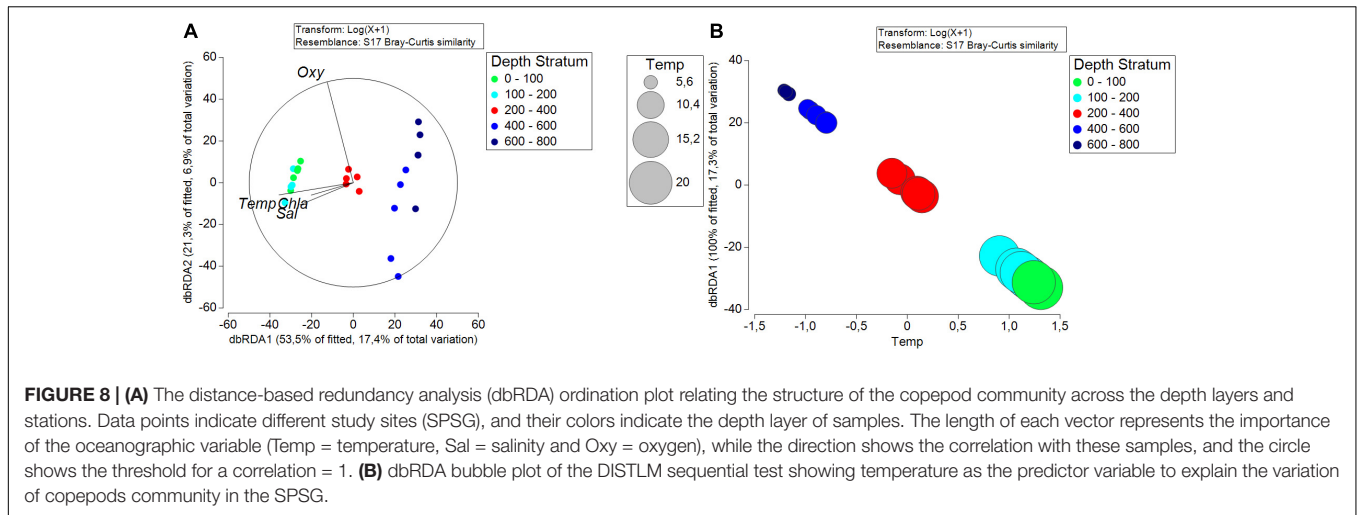 A
Transform: Log(X+1)
Resemblance: S17 Bray-Curtis similarity
60
40
20
0
-20
-40
-60
dbRDA2 (21,3% of fitted, 6,9% of total variation)
Oxy
Temp Chla
Sal
-60 -40 -20 0 20 40 60
dbRDA1 (53,5% of fitted, 17,4% of total variation)
Depth Stratum
0 - 100
100 - 200
200 - 400
400 - 600
600 - 800
B
Transform: Log(X+1)
Resemblance: S17 Bray-Curtis similarity
Temp
5,6
10,4
15,2
20
40
20
0
-20
-40
dbRDA1 (100% of fitted, 17,3% of total variation)
-1,5 -1,0 -0,5 0 0,5 1,0 1,5
Temp
Depth Stratum
0 - 100
100 - 200
200 - 400
400 - 600
600 - 800
FIGURE 8 | (A) The distance-based redundancy analysis (dbRDA) ordination plot relating the structure of the copepod community across the depth layers and
stations. Data points indicate different study sites (SPSG), and their colors indicate the depth layer of samples. The length of each vector represents the importance
of the oceanographic variable (Temp = temperature, Sal = salinity and Oxy = oxygen), while the direction shows the correlation with these samples, and the circle
shows the threshold for a correlation = 1. (B) dbRDA bubble plot of the DISTLM sequential test showing temperature as the predictor variable to explain the variation
of copepods community in the SPSG.